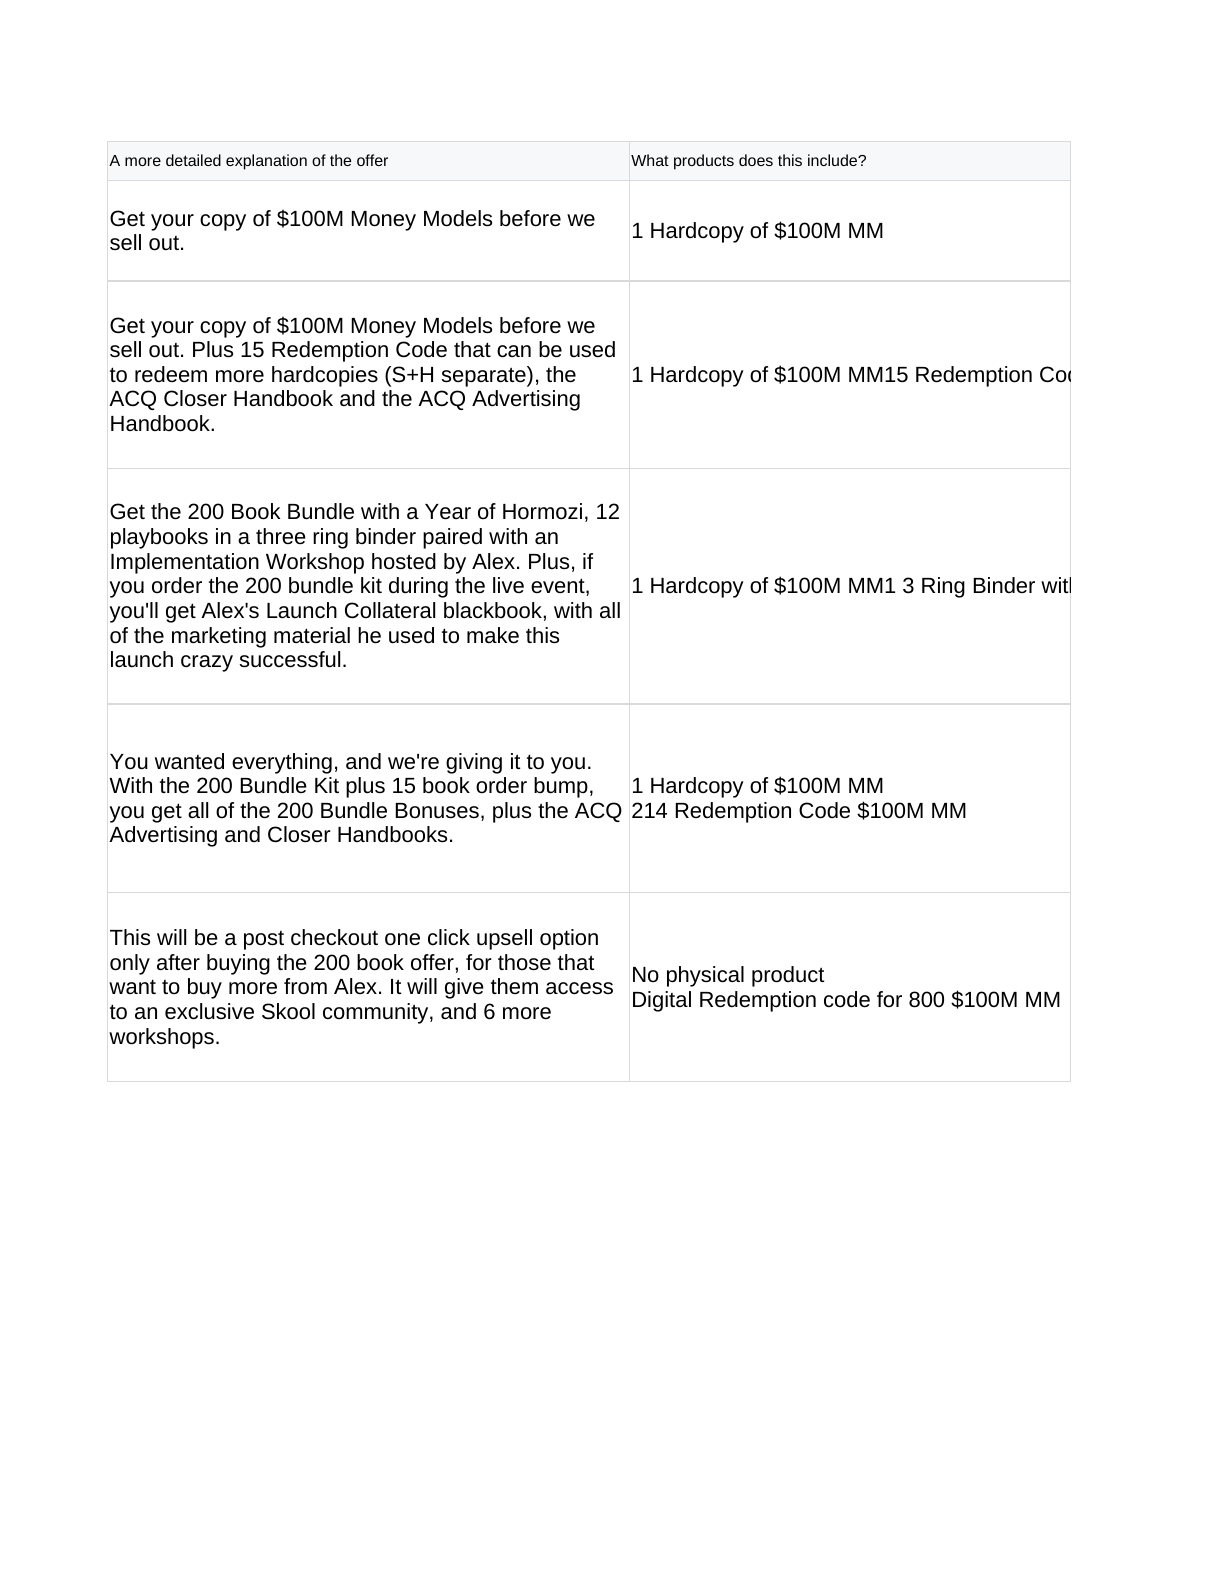 A more detailed explanation of the offer
What products does this include?
Get your copy of $100M Money Models before we
sell out.
1 Hardcopy of $100M MM
Get your copy of $100M Money Models before we
sell out. Plus 15 Redemption Code that can be used
to redeem more hardcopies (S+H separate), the
ACQ Closer Handbook and the ACQ Advertising
Handbook.
1 Hardcopy of $100M MM15 Redemption
Get the 200 Book Bundle with a Year of Hormozi, 12
playbooks in a three ring binder paired with an
Implementation Workshop hosted by Alex. Plus, if
you order the 200 bundle kit during the live event,
you'll get Alex's Launch Collateral blackbook, with all
of the marketing material he used to make this
launch crazy successful.
1 Hardcopy of $100M MM1 3 Ring Binder
You wanted everything, and we're giving it to you.
With the 200 Bundle Kit plus 15 book order bump,
you get all of the 200 Bundle Bonuses, plus the ACQ
Advertising and Closer Handbooks.
1 Hardcopy of $100M MM
214 Redemption Code $100M MM
This will be a post checkout one click upsell option
only after buying the 200 book offer, for those that
want to buy more from Alex. It will give them access
to an exclusive Skool community, and 6 more
workshops.
No physical product
Digital Redemption code for 800 $100M MM